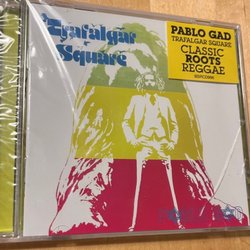 Trafalgar
Square
PABLO GAD
TRAFALGAR SQUARE
CLASSIC
ROOTS
REGGAE